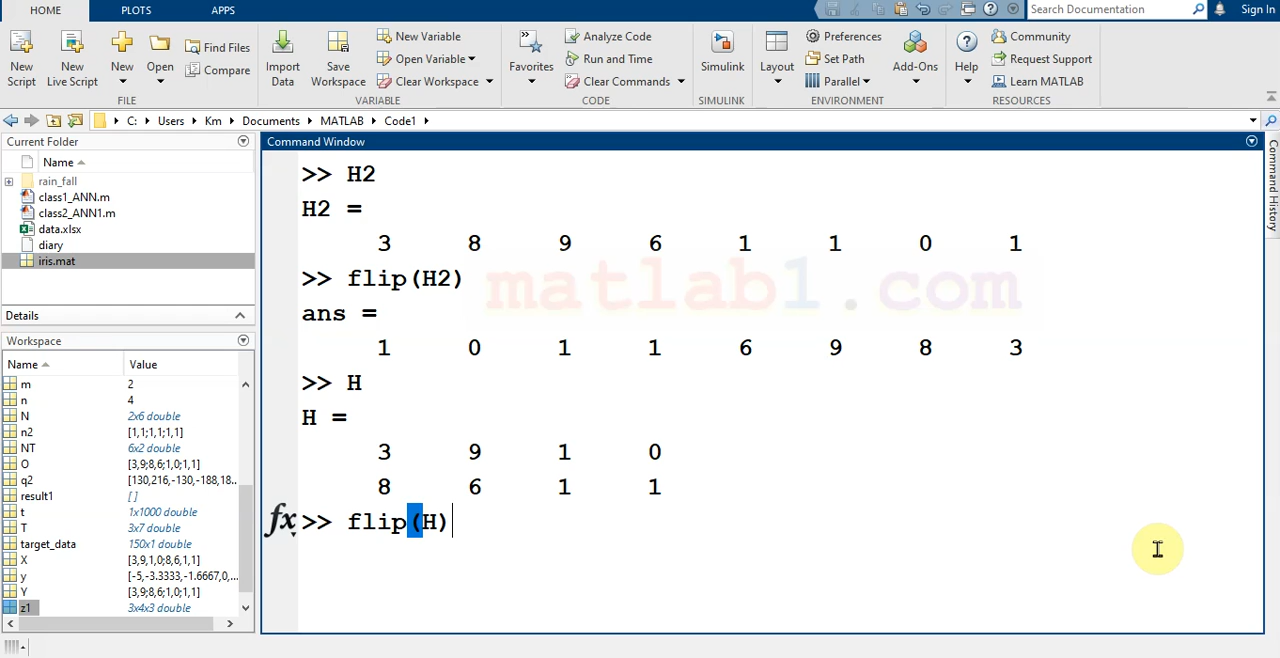 HOME PLOTS APPS Search Documentation Sign In
New Script
New Live Script
New
Open
Find Files
Compare
FILE
Import Data
Save Workspace
New Variable
Open Variable
Clear Workspace
VARIABLE
Favorites
Analyze Code
Run and Time
Clear Commands
CODE
Simulink
SIMULINK
Layout
Preferences
Set Path
Parallel
Add-Ons
ENVIRONMENT
Help
Community
Request Support
Learn MATLAB
RESOURCES
C: Users Km Documents MATLAB Code1
Current Folder
Name
rain_fall
class1_ANN.m
class2_ANN1.m
data.xlsx
diary
iris.mat
Details
Workspace
Name Value
m 2
n 4
N 2x6 double
n2 [1,1;1,1;1,1]
NT 6x2 double
O [3,9;8,6;1,0;1,1]
q2 [130,216,-130,-188,18...
result1 []
t 1x1000 double
T 3x7 double
target_data 150x1 double
X [3,9,1,0;8,6,1,1]
y [-5,-3.3333,-1.6667,0,...
Y [3,9;8,6;1,0;1,1]
z1 3x4x3 double
Command Window
>> H2
H2 =
3 8 9 6 1 1 0 1
>> flip(H2)
matlab1.com
ans =
1 0 1 1 6 9 8 3
>> H
H =
3 9 1 0
8 6 1 1
fx >> flip(H)
Command History